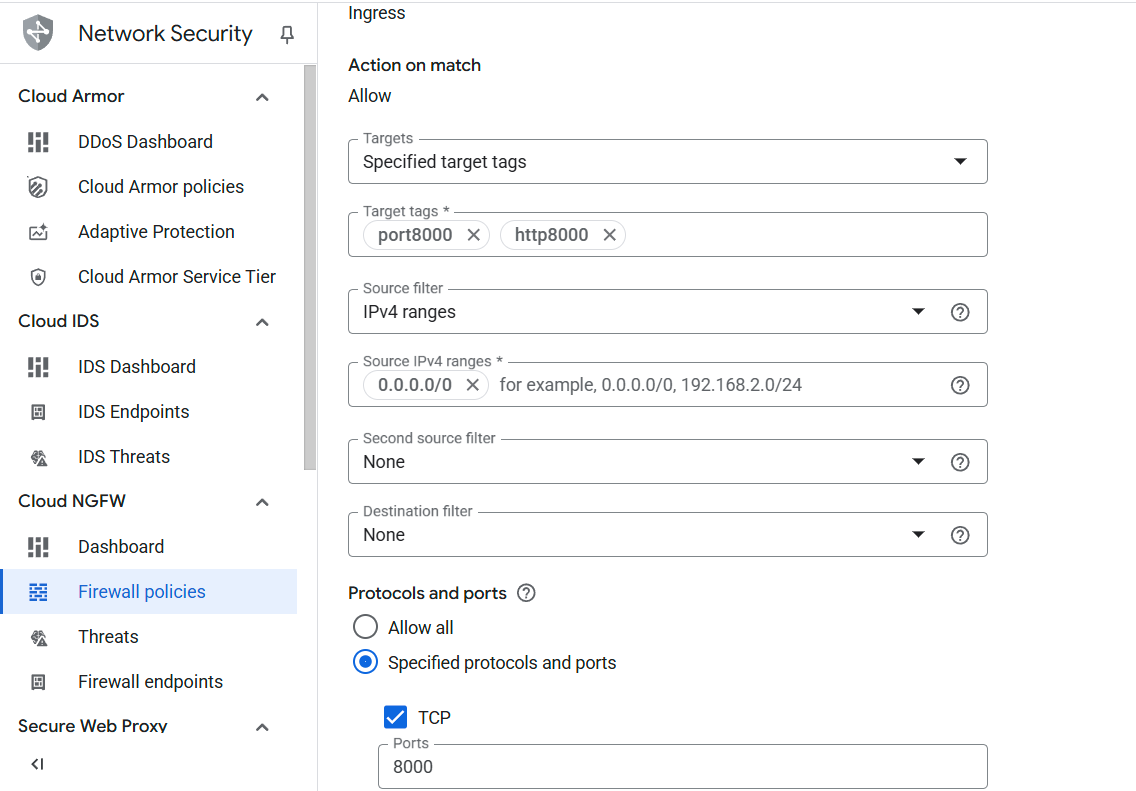 Network Security
Cloud Armor
DDoS Dashboard
Cloud Armor policies
Adaptive Protection
Cloud Armor Service Tier
Cloud IDS
IDS Dashboard
IDS Endpoints
IDS Threats
Cloud NGFW
Dashboard
Firewall policies
Threats
Firewall endpoints
Secure Web Proxy
Ingress
Action on match
Allow
Targets
Specified target tags
Target tags *
port8000 http8000
Source filter
IPv4 ranges
Source IPv4 ranges *
0.0.0.0/0 for example, 0.0.0.0/0, 192.168.2.0/24
Second source filter
None
Destination filter
None
Protocols and ports
Allow all
Specified protocols and ports
TCP
Ports
8000